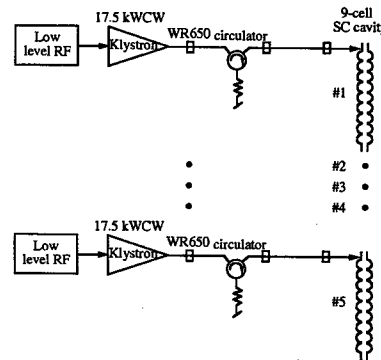 9-cell
SC cavity
17.5 kWCW
Low
level RF
Klystron
WR650 circulator
#1
#2
#3
#4
17.5 kWCW
Low
level RF
Klystron
WR650 circulator
#5